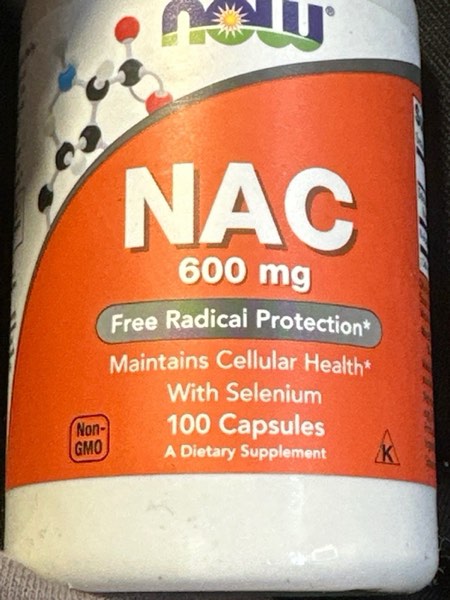 NOW®
NAC
600 mg
Free Radical Protection*
Maintains Cellular Health*
With Selenium
100 Capsules
A Dietary Supplement
Non-
GMO
K